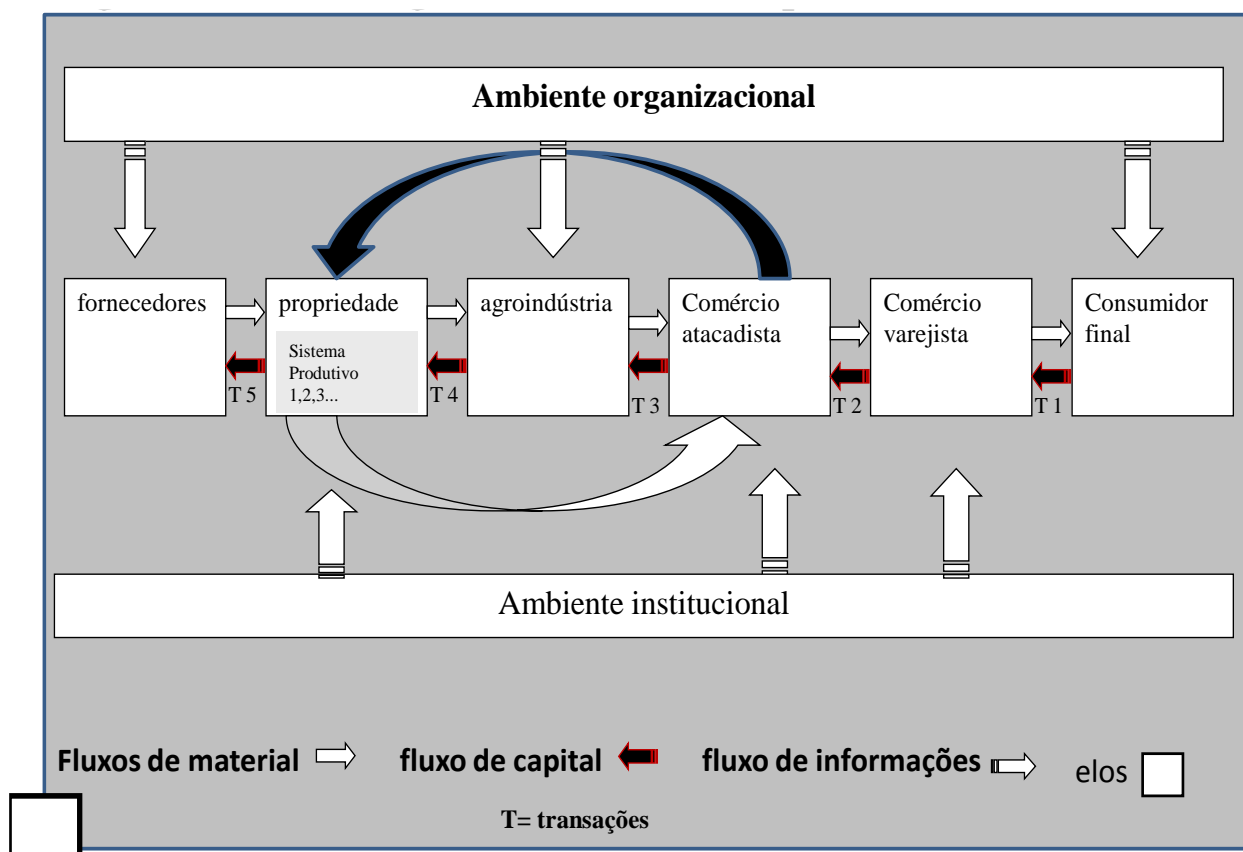 Ambiente organizacional
fornecedores
propriedade
Sistema
Produtivo
1,2,3...
agroindústria
Comércio
atacadista
Comércio
varejista
Consumidor
final
T 5
T 4
T 3
T 2
T 1
Ambiente institucional
Fluxos de material
fluxo de capital
fluxo de informações
elos
T= transações